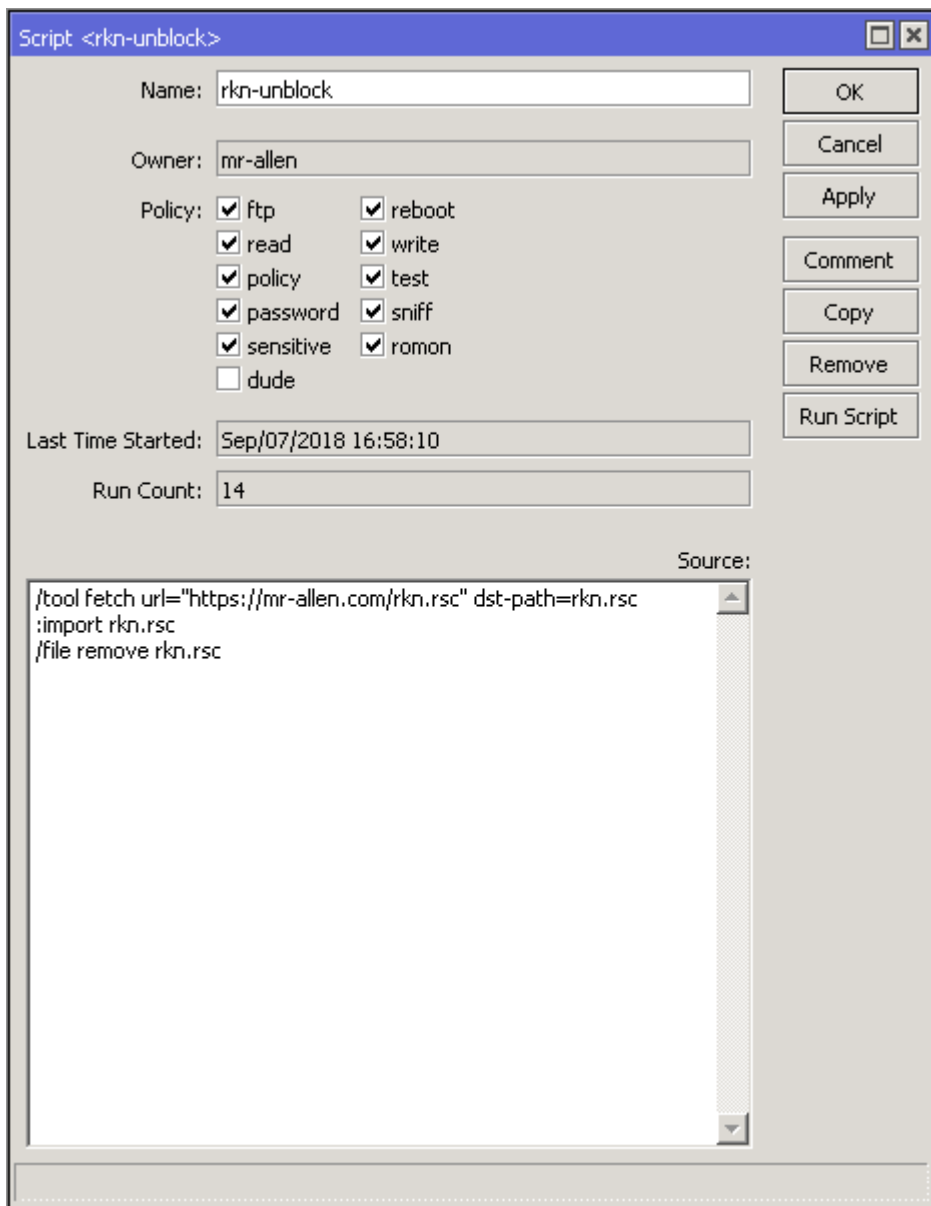 Script <rkn-unblock>
Name: rkn-unblock
OK
Cancel
Apply
Comment
Copy
Remove
Run Script
Owner: mr-allen
Policy: ftp reboot
read write
policy test
password sniff
sensitive romon
dude
Last Time Started: Sep/07/2018 16:58:10
Run Count: 14
Source:
/tool fetch url="https://mr-allen.com/rkn.rsc" dst-path=rkn.rsc
:import rkn.rsc
/file remove rkn.rsc